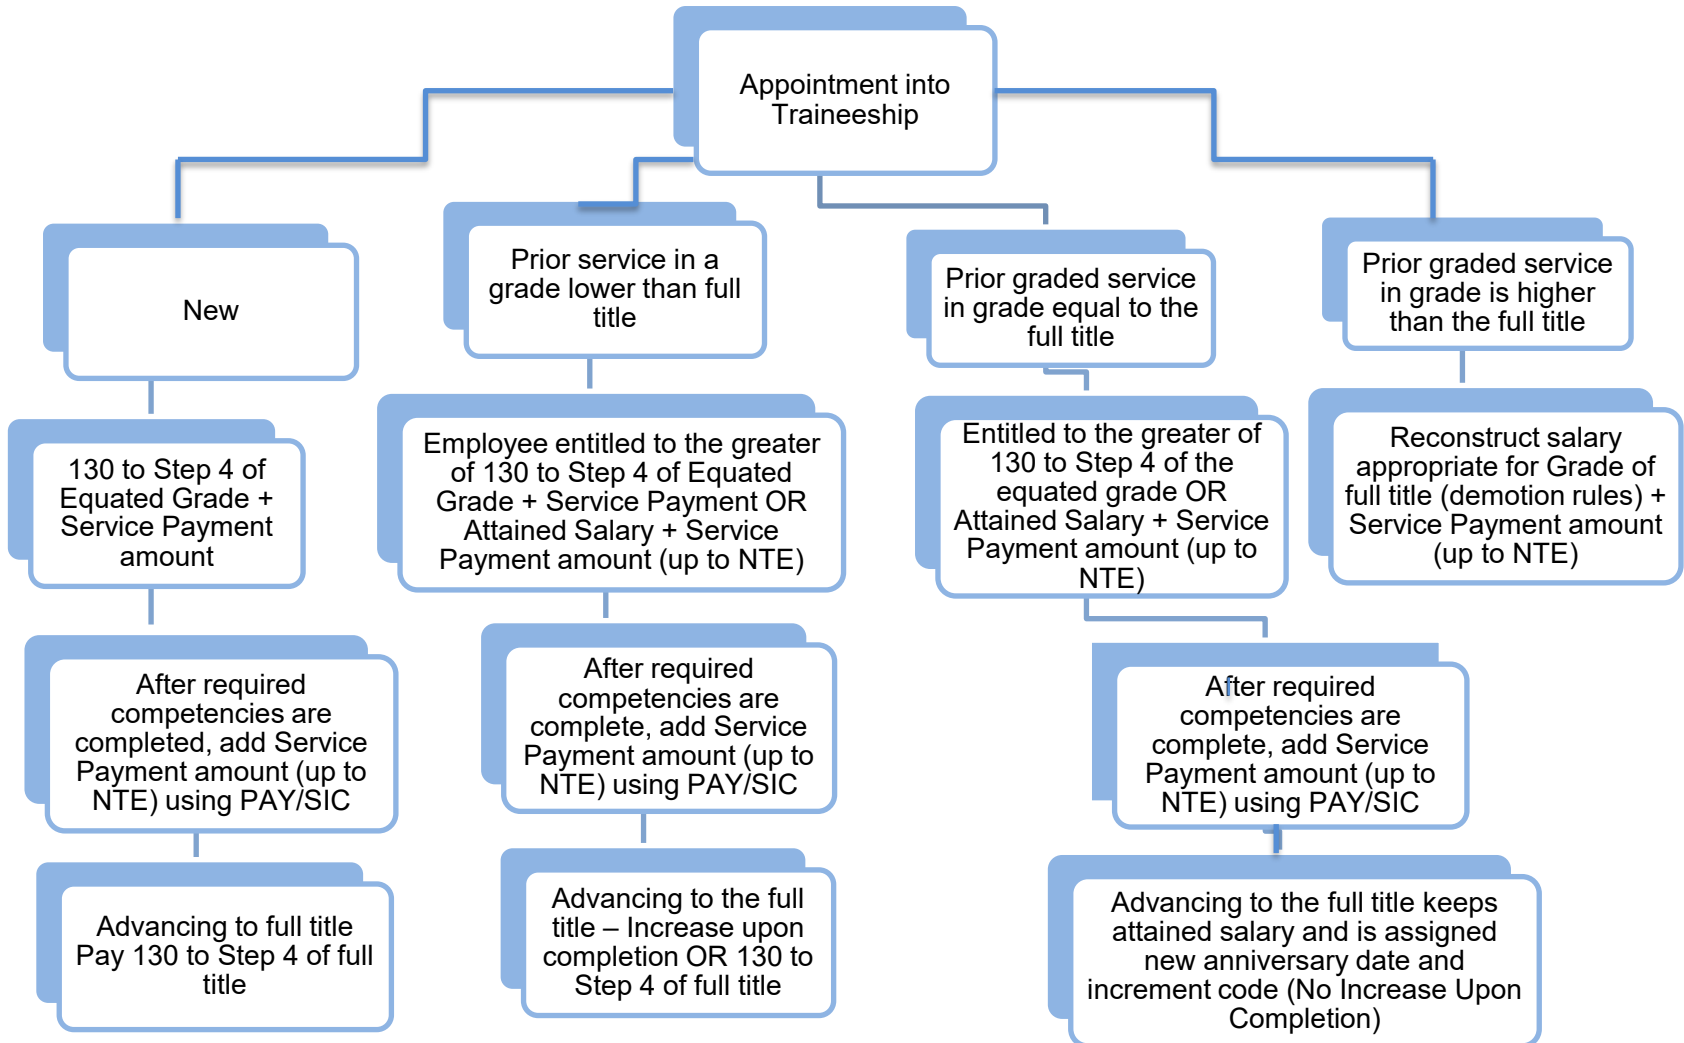 Appointment into
Traineeship
New
130 to Step 4 of
Equated Grade +
Service Payment
amount
After required
competencies are
completed, add Service
Payment amount (up to
NTE) using PAY/SIC
Advancing to full title
Pay 130 to Step 4 of full
title
Prior service in a
grade lower than full
title
Employee entitled to the greater
of 130 to Step 4 of Equated
Grade + Service Payment OR
Attained Salary + Service
Payment amount (up to NTE)
After required
competencies are
complete, add Service
Payment amount (up to
NTE) using PAY/SIC
Advancing to the full
title – Increase upon
completion OR 130 to
Step 4 of full title
Prior graded service
in grade equal to the
full title
Entitled to the greater of
130 to Step 4 of the
equated grade OR
Attained Salary + Service
Payment amount (up to
NTE)
After required
competencies are
complete, add Service
Payment amount (up to
NTE) using PAY/SIC
Advancing to the full title keeps
attained salary and is assigned
new anniversary date and
increment code (No Increase Upon
Completion)
Prior graded service
in grade is higher
than the full title
Reconstruct salary
appropriate for Grade of
full title (demotion rules) +
Service Payment amount
(up to NTE)